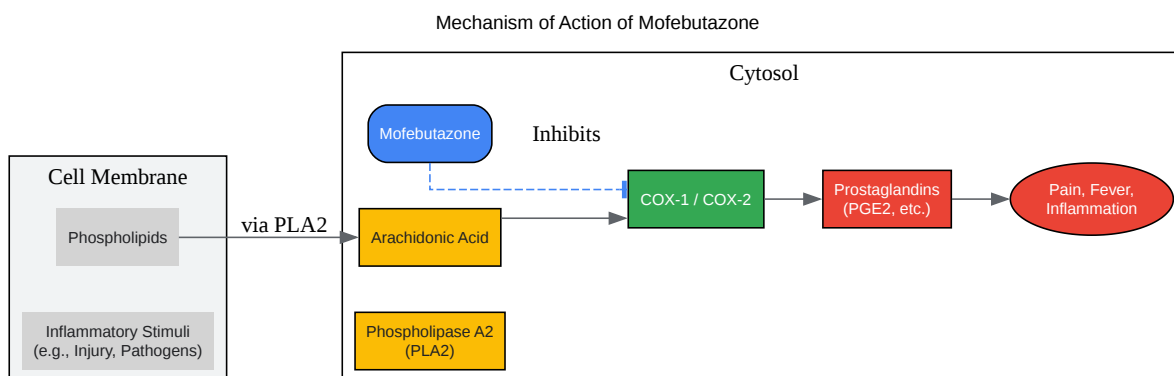 Mechanism of Action of Mofebutazone
Cytosol
Mofebutazone
Inhibits
Cell Membrane
COX-1 / COX-2
Prostaglandins
(PGE2, etc.)
Pain, Fever,
Inflammation
Phospholipids
via PLA2
Arachidonic Acid
Inflammatory Stimuli
(e.g., Injury, Pathogens)
Phospholipase A2
(PLA2)